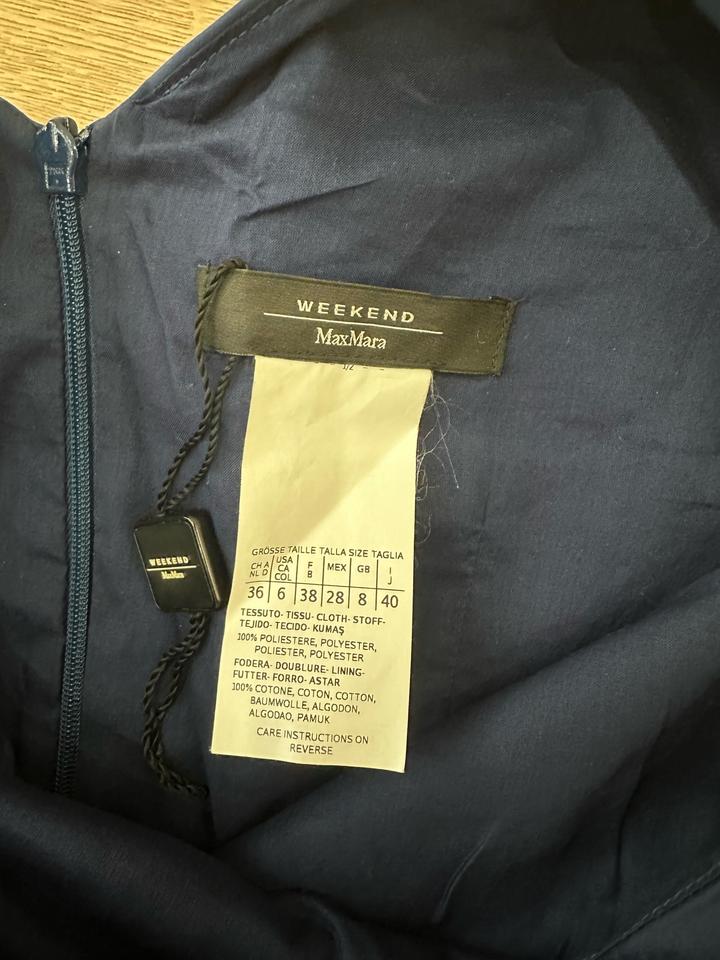 WEEKEND
MaxMara
1/2
GRÖSSE TAILLE TALLA SIZE TAGLIA
CH A NL D
USA CA COL
F B
MEX
GB
I J
36 6 38 28 8 40
TESSUTO- TISSU- CLOTH- STOFF-
TEJIDO- TECIDO- KUMAŞ
100% POLIESTERE, POLYESTER,
POLIESTER, POLYESTER
FODERA- DOUBLURE- LINING-
FUTTER- FORRO- ASTAR
100% COTONE, COTON, COTTON,
BAUMWOLLE, ALGODON,
ALGODAO, PAMUK
CARE INSTRUCTIONS ON
REVERSE
WEEKEND
MaxMara